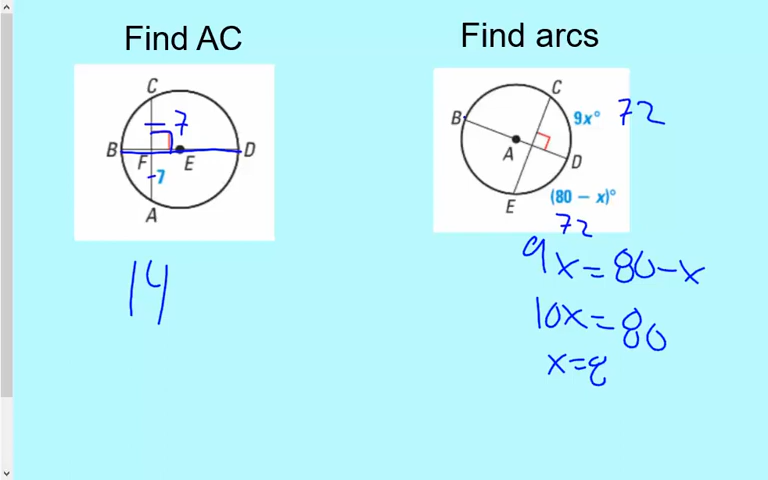 Find AC
C
7
B
F
E
D
7
A
14
Find arcs
C
B
9x°
72
A
D
E
(80 − x)°
72
9x=80-x
10x=80
x=8